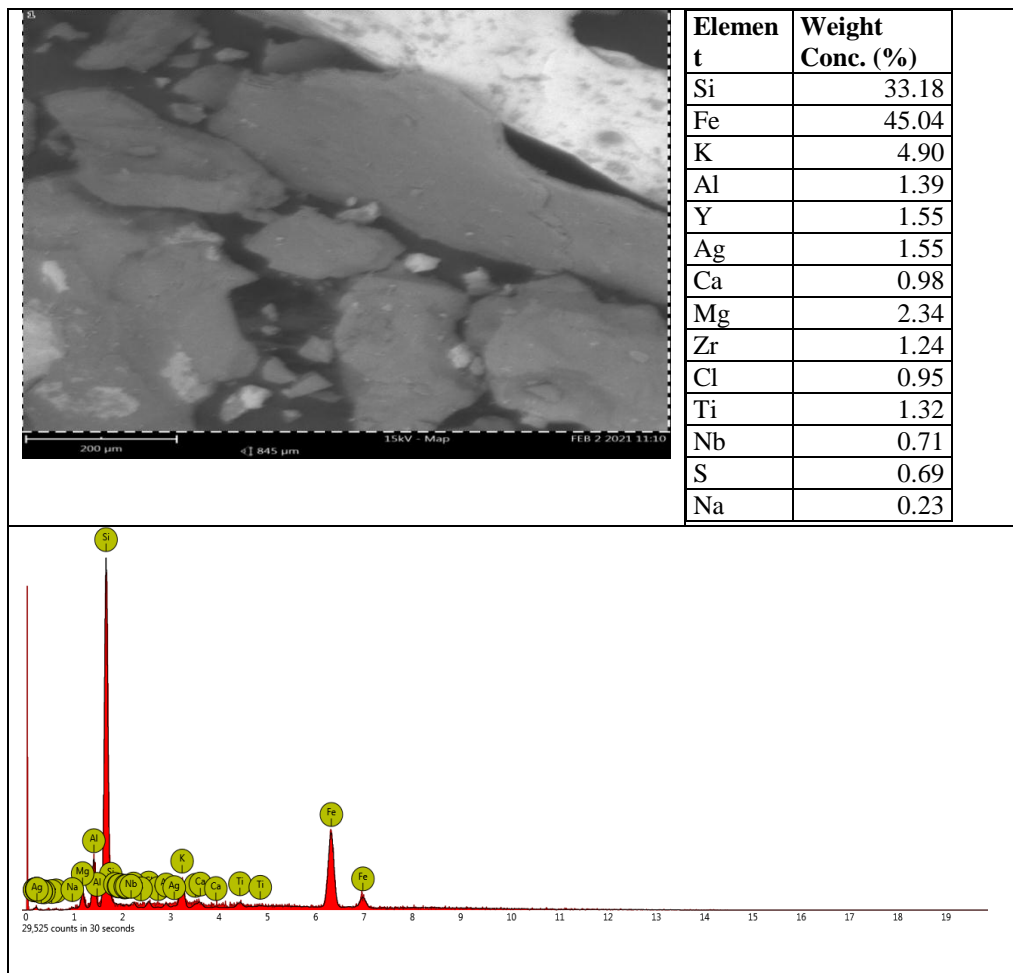 Elemen Weight
t Conc. (%)
Si 33.18
Fe 45.04
K 4.90
Al 1.39
Y 1.55
Ag 1.55
Ca 0.98
Mg 2.34
Zr 1.24
Cl 0.95
Ti 1.32
Nb 0.71
S 0.69
Na 0.23
200 µm 845 µm 15kV - Map FEB 2 2021 11:10
Si
Fe
Al
K
Mg Si Fe
Ag Na Al Nb Ag Ca Ca Ti Ti
0 1 2 3 4 5 6 7 8 9 10 11 12 13 14 15 16 17 18 19
29,525 counts in 30 seconds